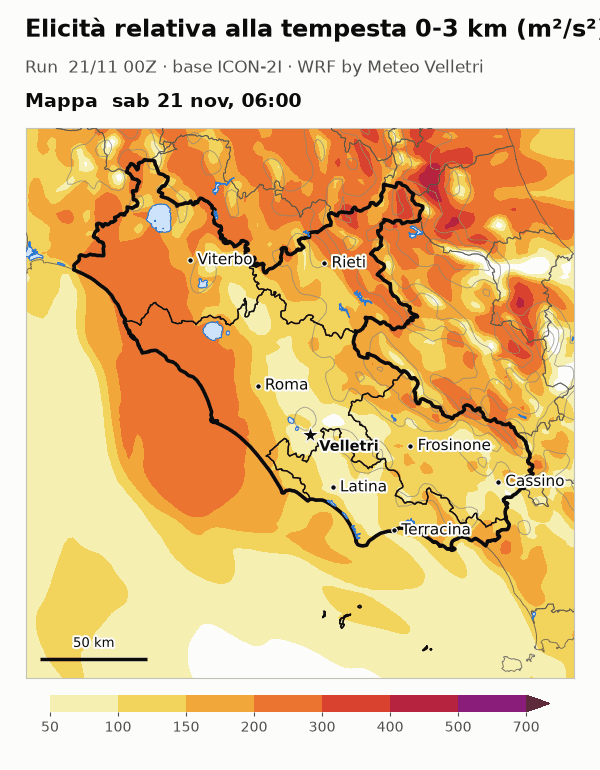 Elicità relativa alla tempesta 0-3 km (m²/s²)
Run 21/11 00Z · base ICON-2I · WRF by Meteo Velletri
Mappa sab 21 nov, 06:00
Viterbo
Rieti
Roma
Velletri
Frosinone
Cassino
Latina
Terracina
50 km
50 100 150 200 300 400 500 700